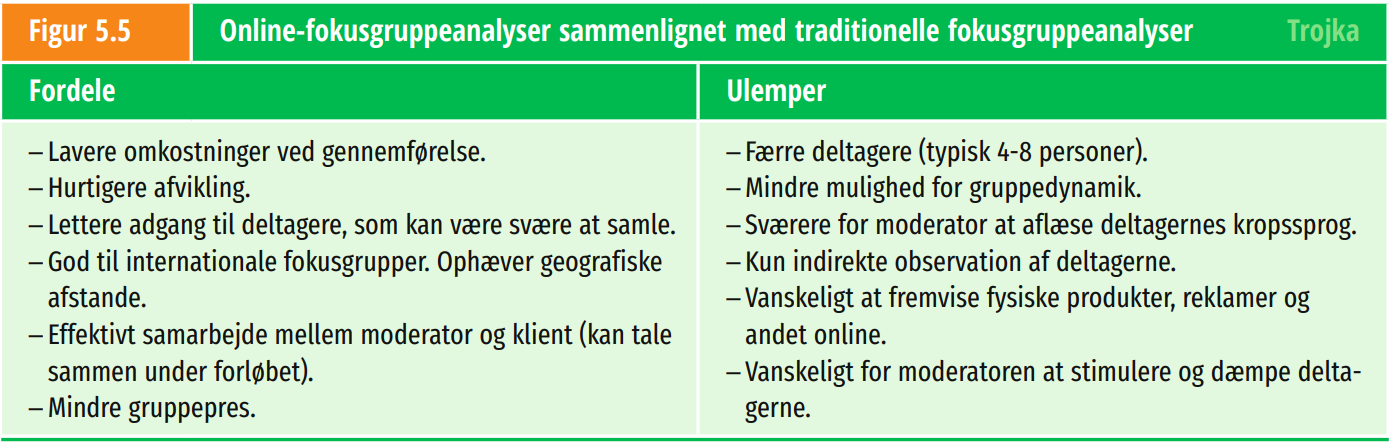 Figur 5.5
Online-fokusgruppeanalyser sammenlignet med traditionelle fokusgruppeanalyser
Trojka
Fordele
– Lavere omkostninger ved gennemførelse.
– Hurtigere afvikling.
– Lettere adgang til deltagere, som kan være svære at samle.
– God til internationale fokusgrupper. Ophæver geografiske
afstande.
– Effektivt samarbejde mellem moderator og klient (kan tale
sammen under forløbet).
– Mindre gruppepres.
Ulemper
– Færre deltagere (typisk 4-8 personer).
– Mindre mulighed for gruppedynamik.
– Sværere for moderator at aflæse deltagernes kropssprog.
– Kun indirekte observation af deltagerne.
– Vanskeligt at fremvise fysiske produkter, reklamer og
andet online.
– Vanskeligt for moderatoren at stimulere og dæmpe delta-
gerne.